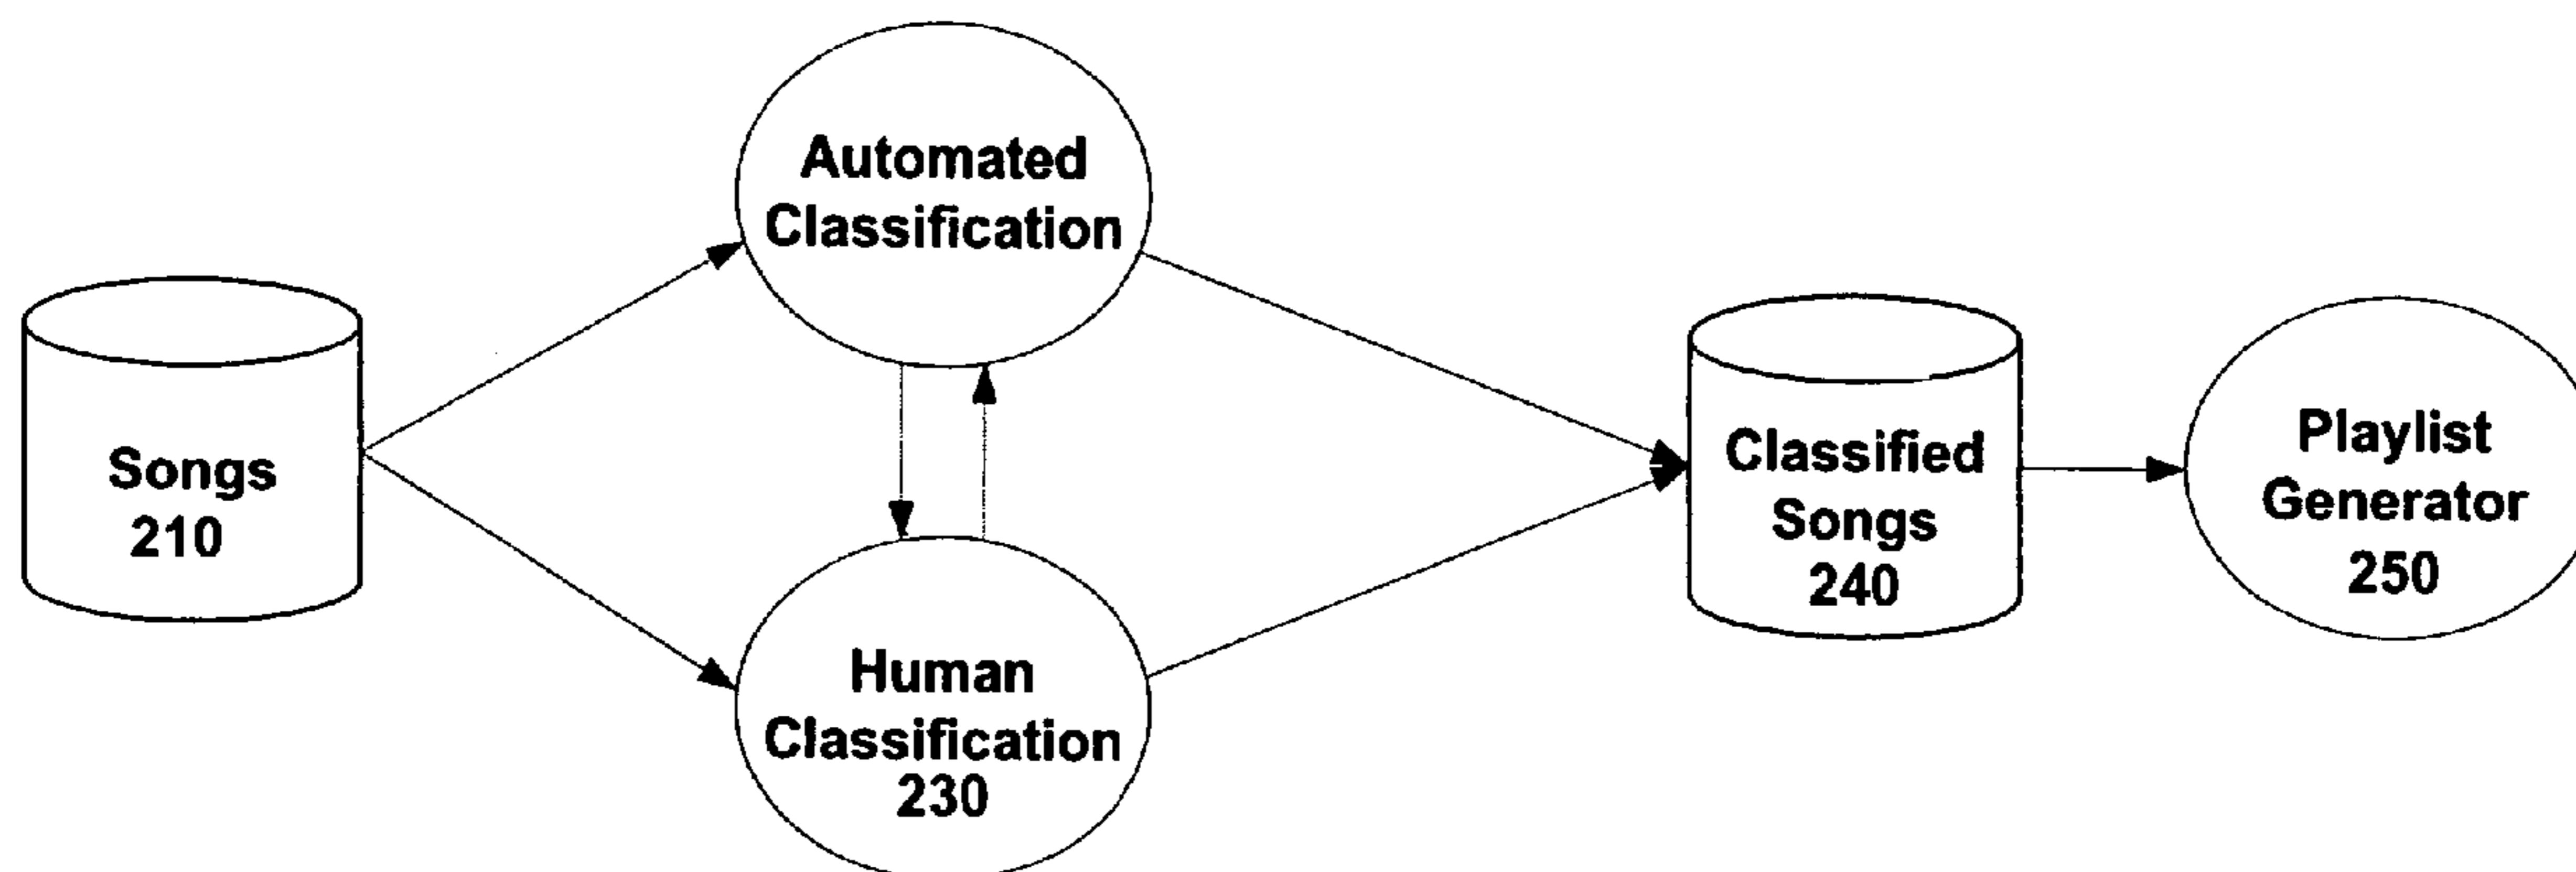 Automated
Classification
Songs
210
Human
Classification
230
Classified
Songs
240
Playlist
Generator
250